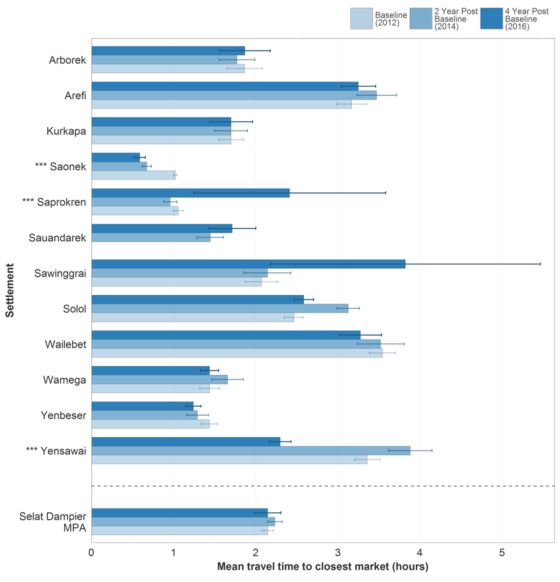 Baseline
(2012)
2 Year Post
Baseline
(2014)
4 Year Post
Baseline
(2016)
Settlement
Arborek
Arefi
Kurkapa
*** Saonek
*** Saprokren
Sauandarek
Sawinggrai
Solol
Wailebet
Wamega
Yenbeser
*** Yensawai
Selat Dampier
MPA
0 1 2 3 4 5
Mean travel time to closest market (hours)